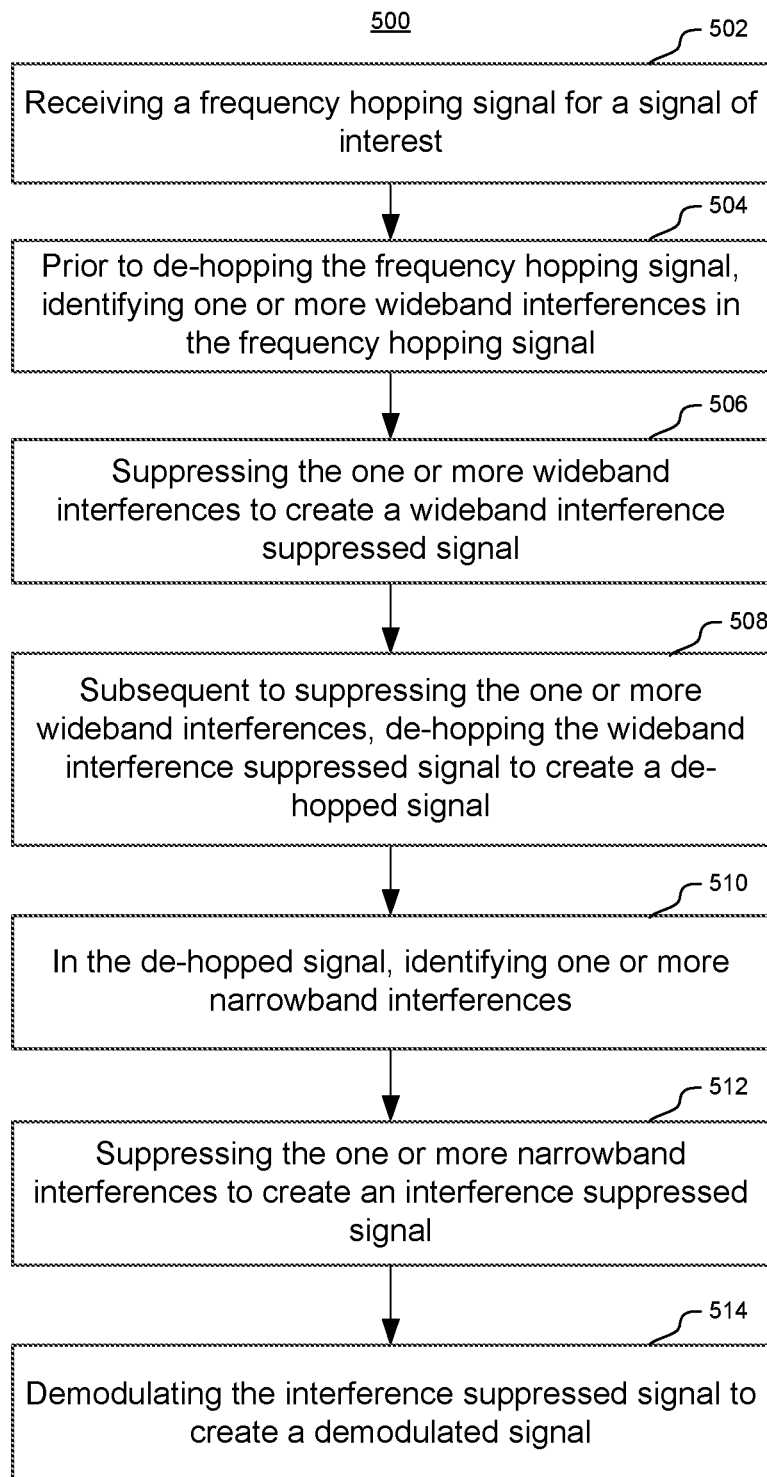 500
502
Receiving a frequency hopping signal for a signal of
interest
504
Prior to de-hopping the frequency hopping signal,
identifying one or more wideband interferences in
the frequency hopping signal
506
Suppressing the one or more wideband
interferences to create a wideband interference
suppressed signal
508
Subsequent to suppressing the one or more
wideband interferences, de-hopping the wideband
interference suppressed signal to create a de-
hopped signal
510
In the de-hopped signal, identifying one or more
narrowband interferences
512
Suppressing the one or more narrowband
interferences to create an interference suppressed
signal
514
Demodulating the interference suppressed signal to
create a demodulated signal